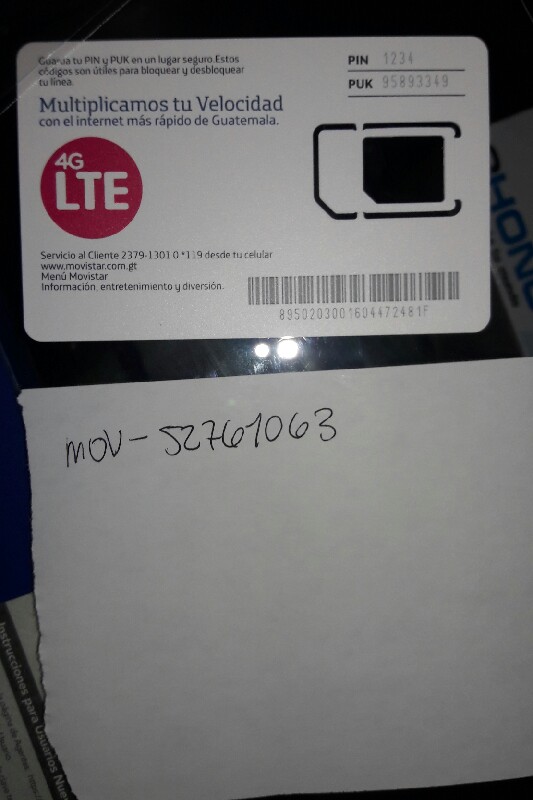 Guarda tu PIN y PUK en un lugar seguro. Estos
códigos son útiles para bloquear y desbloquear
tu línea.
PIN 1234
PUK 95893349
Multiplicamos tu Velocidad
con el internet más rápido de Guatemala.
4G
LTE
Servicio al Cliente 2379-1301 O *119 desde tu celular
www.movistar.com.gt
Menú Movistar
Información, entretenimiento y diversión.
8950203001604472481F
MOV - 52761063
Instrucciones para Usuarios